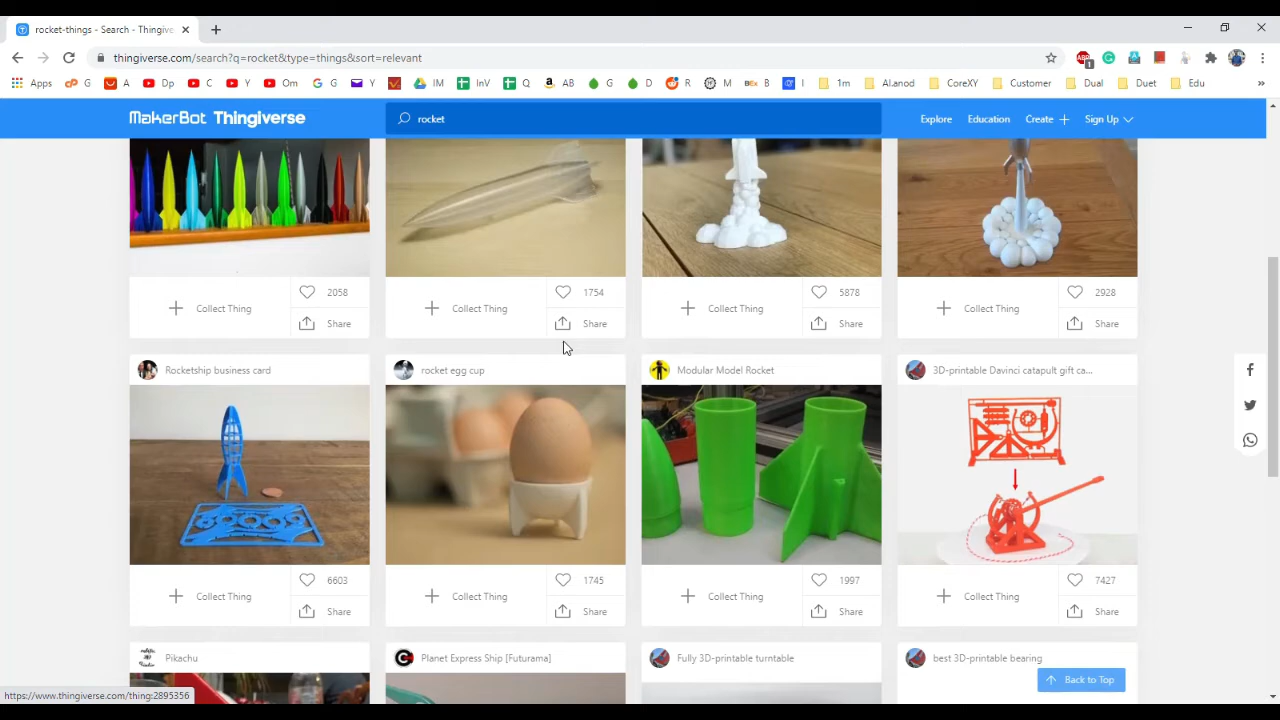 rocket-things - Search - Thingive
thingiverse.com/search?q=rocket&type=things&sort=relevant
Apps G A Dp Y Om G Y Y IM InV Q AB G D R M B I 1m Al.anod CoreXY Customer Dual Duet Edu »
MakerBot Thingiverse rocket Explore Education Create Sign Up
Collect Thing 2058 Share
Collect Thing 1754 Share
Collect Thing 5878 Share
Collect Thing 2928 Share
Rocketship business card
rocket egg cup
Modular Model Rocket
3D-printable Davinci catapult gift ca...
Collect Thing 6603 Share
Collect Thing 1745 Share
Collect Thing 1997 Share
Collect Thing 7427 Share
Pikachu
Planet Express Ship [Futurama]
Fully 3D-printable turntable
best 3D-printable bearing
Back to Top
https://www.thingiverse.com/thing:2895356